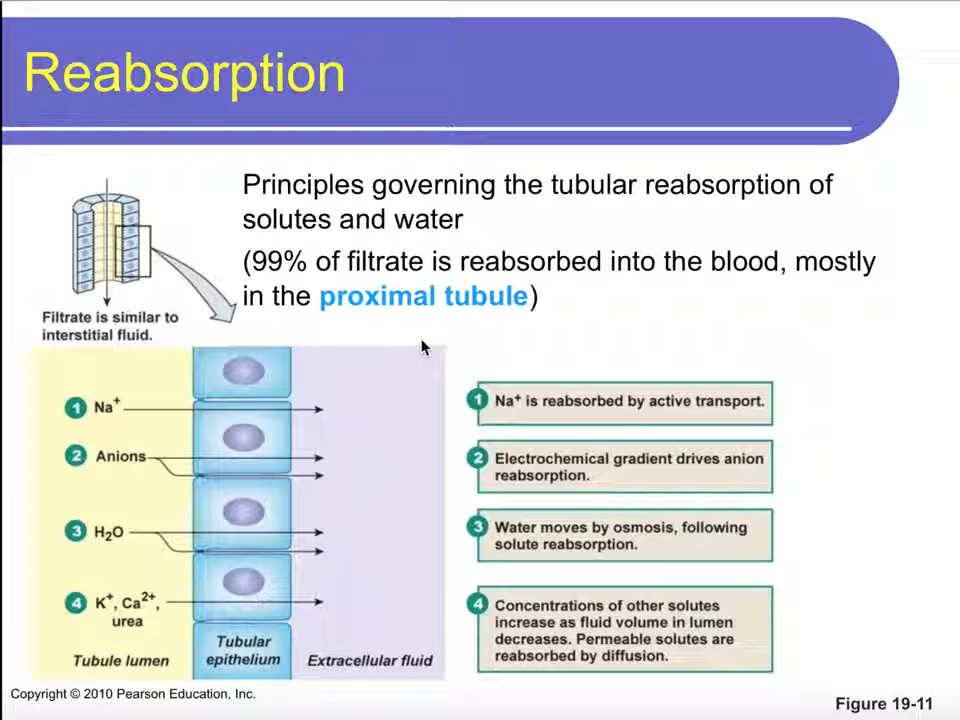 Reabsorption
Principles governing the tubular reabsorption of
solutes and water
(99% of filtrate is reabsorbed into the blood, mostly
in the proximal tubule)
Filtrate is similar to
interstitial fluid.
1 Na⁺
2 Anions
3 H₂O
4 K⁺, Ca²⁺,
urea
Tubule lumen
Tubular
epithelium
Extracellular fluid
1 Na⁺ is reabsorbed by active transport.
2 Electrochemical gradient drives anion
reabsorption.
3 Water moves by osmosis, following
solute reabsorption.
4 Concentrations of other solutes
increase as fluid volume in lumen
decreases. Permeable solutes are
reabsorbed by diffusion.
Copyright © 2010 Pearson Education, Inc.
Figure 19-11